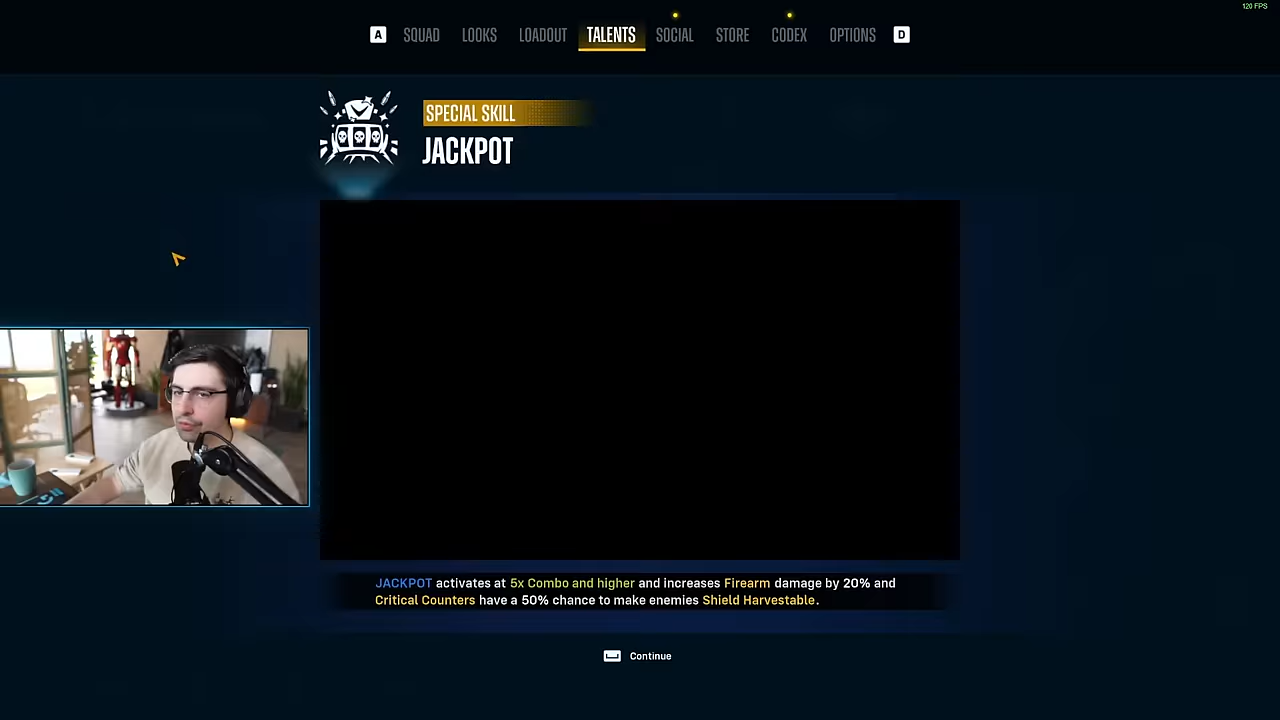 120 FPS
A SQUAD LOOKS LOADOUT TALENTS SOCIAL STORE CODEX OPTIONS D
SPECIAL SKILL
JACKPOT
JACKPOT activates at 5x Combo and higher and increases Firearm damage by 20% and
Critical Counters have a 50% chance to make enemies Shield Harvestable.
Continue